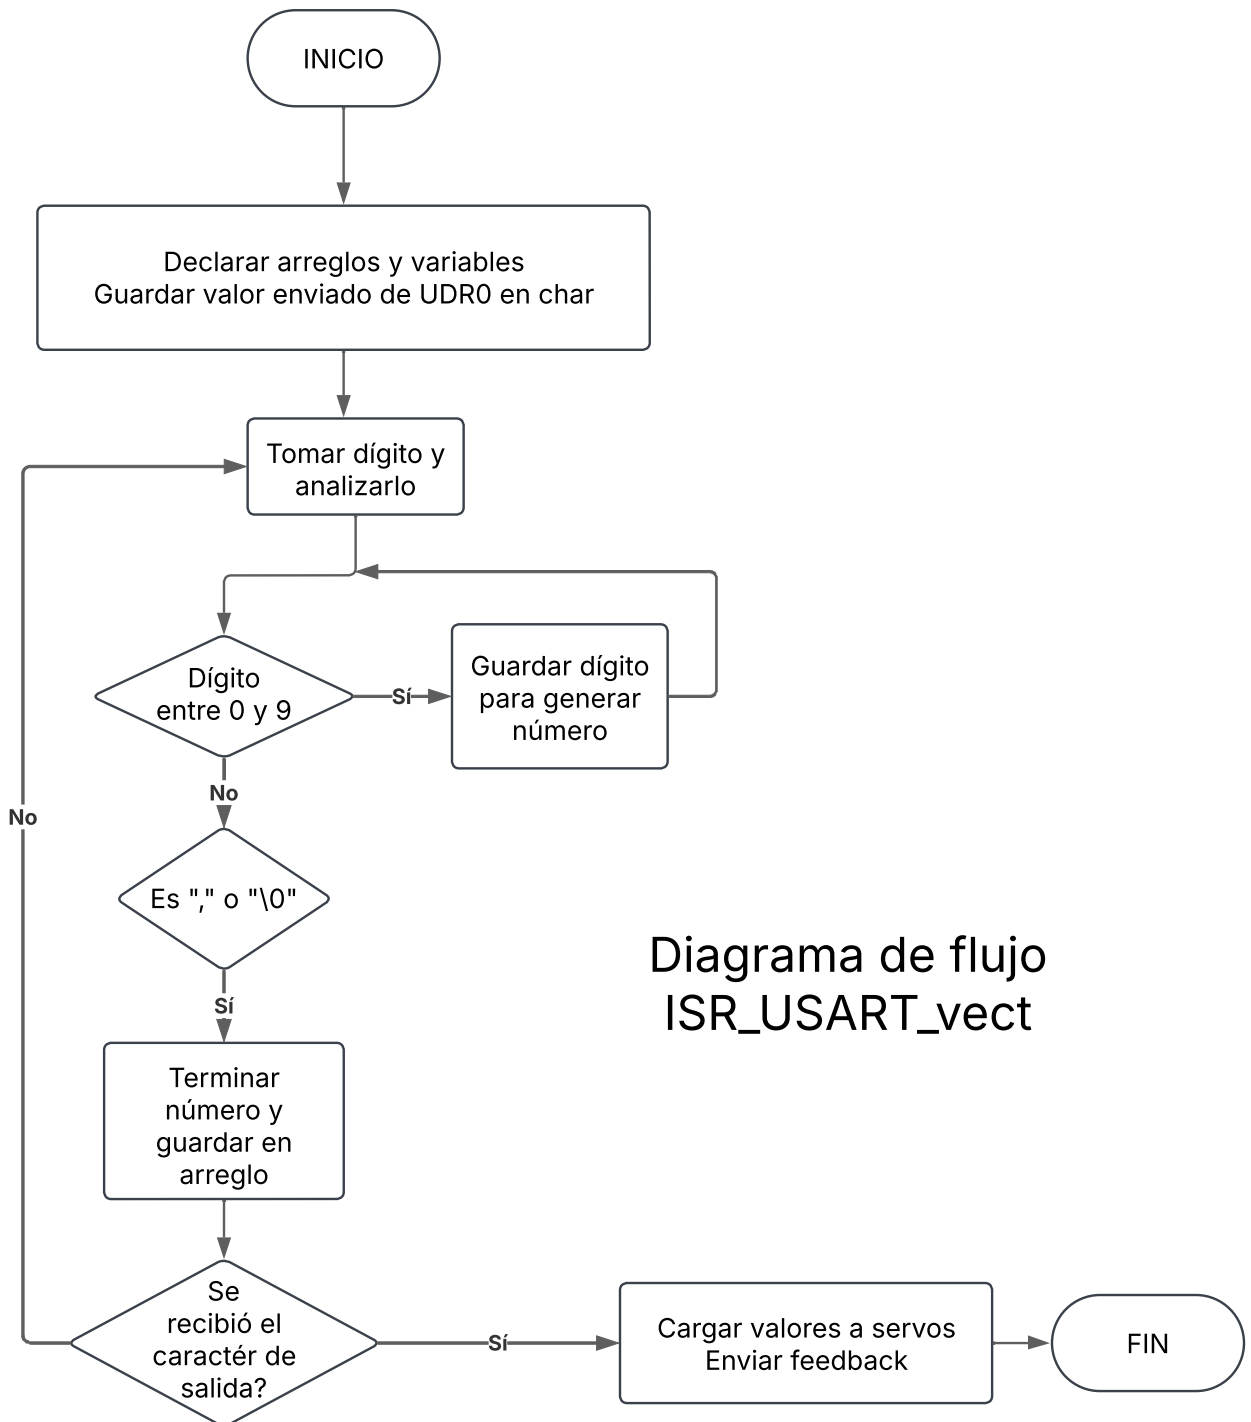 INICIO
Declarar arreglos y variables
Guardar valor enviado de UDR0 en char
Tomar dígito y
analizarlo
Dígito
entre 0 y 9
Sí
Guardar dígito
para generar
número
No
No
Es "," o "\0"
Diagrama de flujo
ISR_USART_vect
Sí
Terminar
número y
guardar en
arreglo
Se
recibió el
caractér de
salida?
Sí
Cargar valores a servos
Enviar feedback
FIN